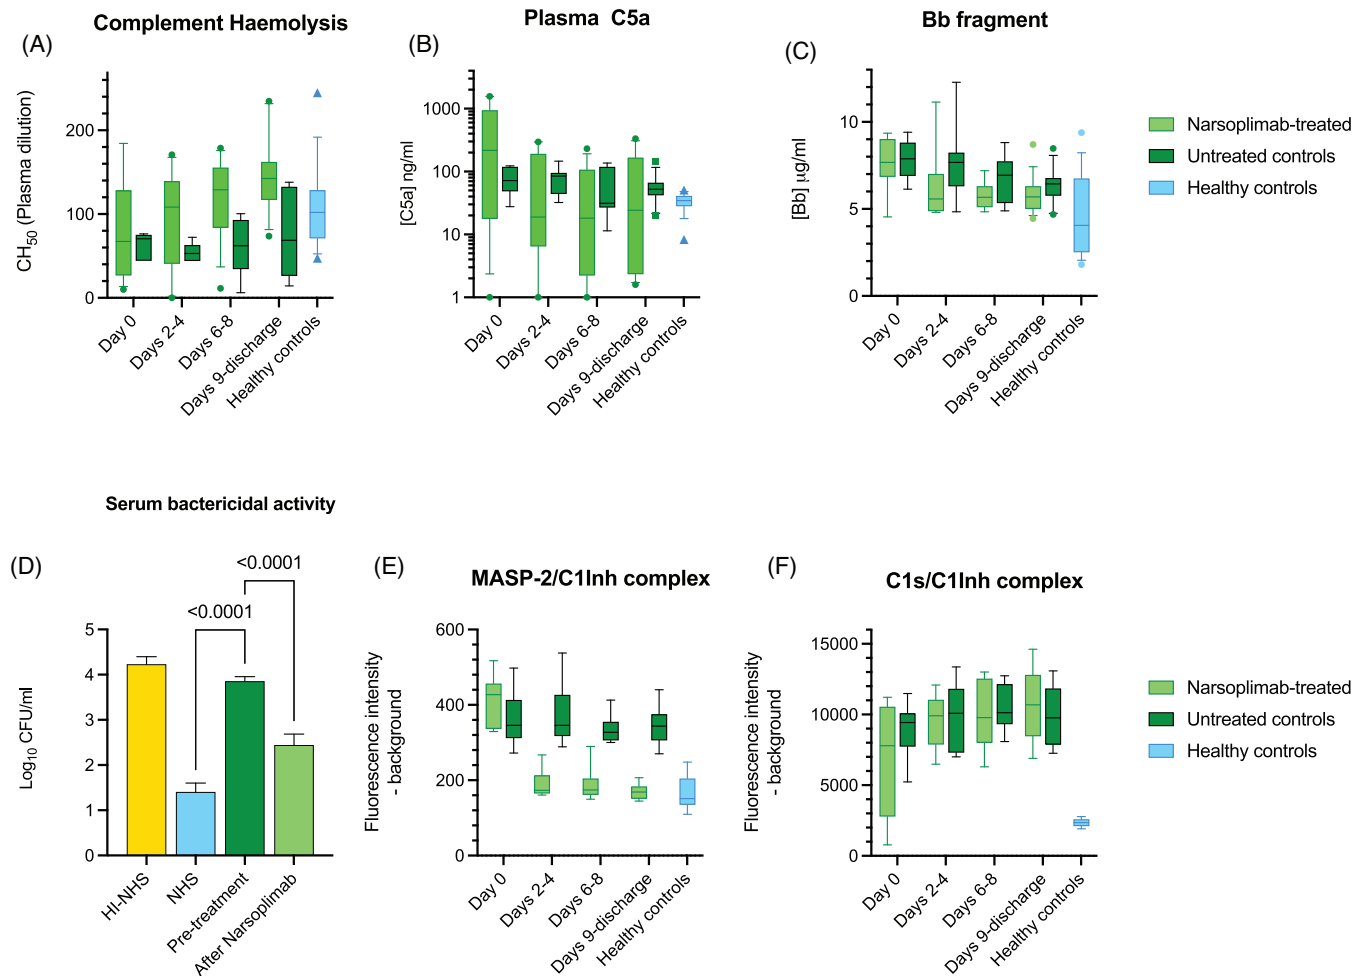 (A)
Complement Haemolysis
CH50 (Plasma dilution)
200
100
0
Day 0
Days 2-4
Days 6-8
Days 9-discharge
Healthy controls
(B)
Plasma C5a
[C5a] ng/ml
1000
100
10
1
Day 0
Days 2-4
Days 6-8
Days 9-discharge
Healthy controls
(C)
Bb fragment
[Bb] μg/ml
10
5
0
Day 0
Days 2-4
Days 6-8
Days 9-discharge
Healthy controls
Narsoplimab-treated
Untreated controls
Healthy controls
(D)
Serum bactericidal activity
<0.0001
<0.0001
Log10 CFU/ml
5
4
3
2
1
0
HI-NHS
NHS
Pre-treatment
After Narsoplimab
(E)
MASP-2/C1Inh complex
Fluorescence intensity
- background
600
400
200
0
Day 0
Days 2-4
Days 6-8
Days 9-discharge
Healthy controls
(F)
C1s/C1Inh complex
Fluorescence intensity
- background
15000
10000
5000
0
Day 0
Days 2-4
Days 6-8
Days 9-discharge
Healthy controls
Narsoplimab-treated
Untreated controls
Healthy controls